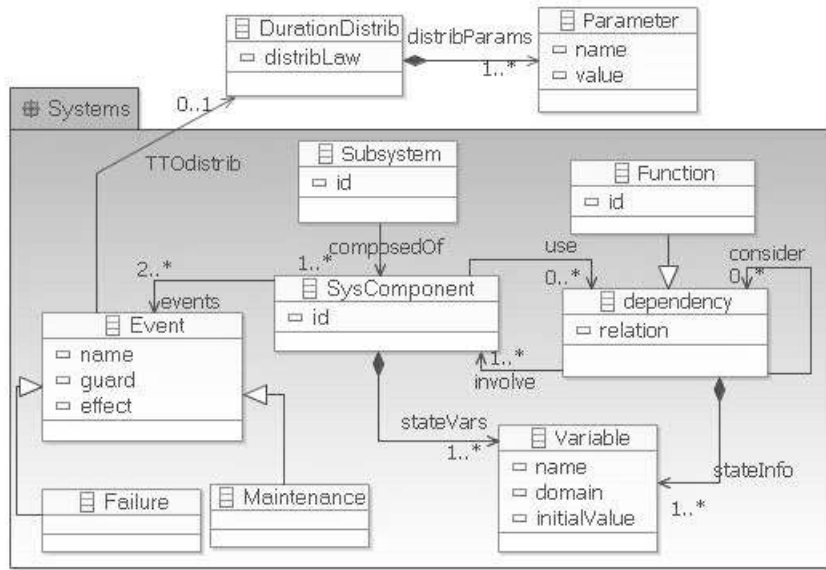 DurationDistrib
distribLaw
distribParams
1..*
Parameter
name
value
Systems
0..1
TTOdistrib
Subsystem
id
Function
id
composedOf
1..*
use
0..*
consider
0..*
2..*
events
SysComponent
id
dependency
relation
Event
name
guard
effect
1..*
involve
stateVars
1..*
Variable
name
domain
initialValue
stateInfo
1..*
Failure
Maintenance